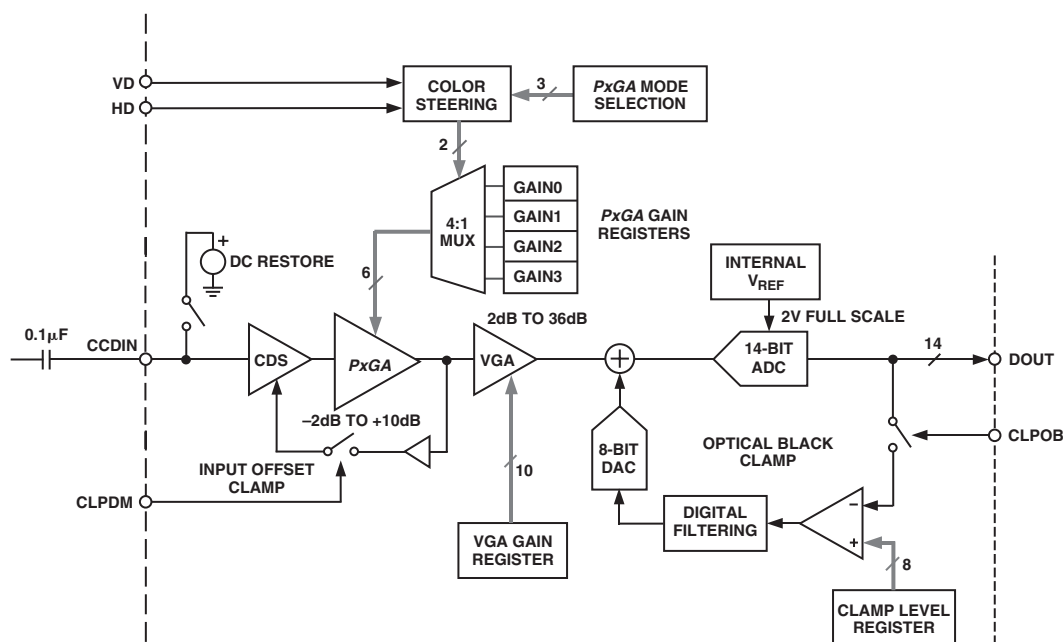 VD
HD
COLOR
STEERING
3
PxGA MODE
SELECTION
2
4:1
MUX
GAIN0
GAIN1
GAIN2
GAIN3
PxGA GAIN
REGISTERS
+
DC RESTORE
6
INTERNAL
VREF
2dB TO 36dB
2V FULL SCALE
0.1μF
CCDIN
CDS
PxGA
VGA
+
14-BIT
ADC
14
DOUT
–2dB TO +10dB
INPUT OFFSET
CLAMP
CLPDM
10
8-BIT
DAC
OPTICAL BLACK
CLAMP
CLPOB
VGA GAIN
REGISTER
DIGITAL
FILTERING
–
+
8
CLAMP LEVEL
REGISTER